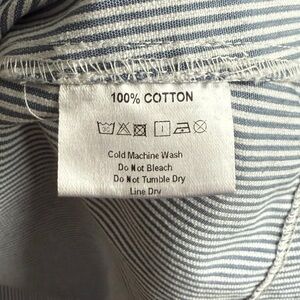 100% COTTON
Cold Machine Wash
Do Not Bleach
Do Not Tumble Dry
Line Dry